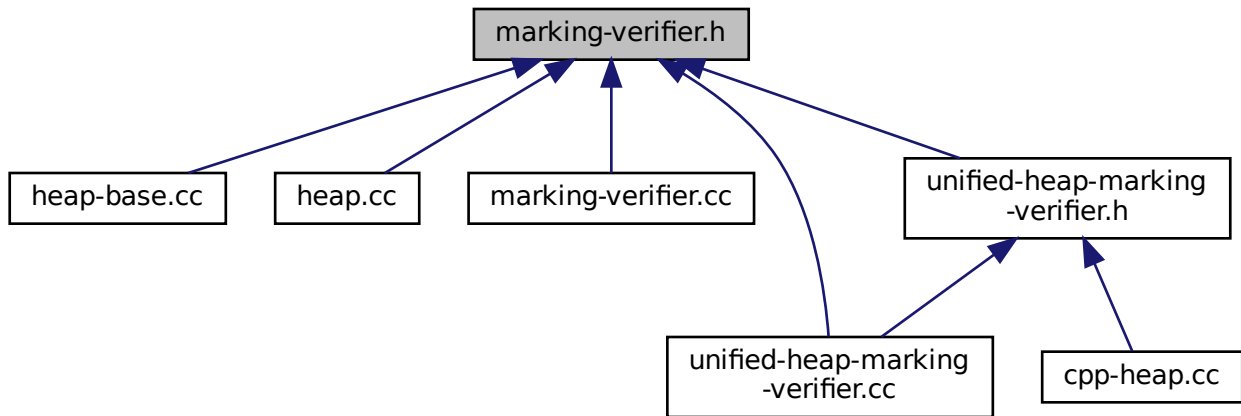 marking-verifier.h
heap-base.cc
heap.cc
marking-verifier.cc
unified-heap-marking
-verifier.h
unified-heap-marking
-verifier.cc
cpp-heap.cc